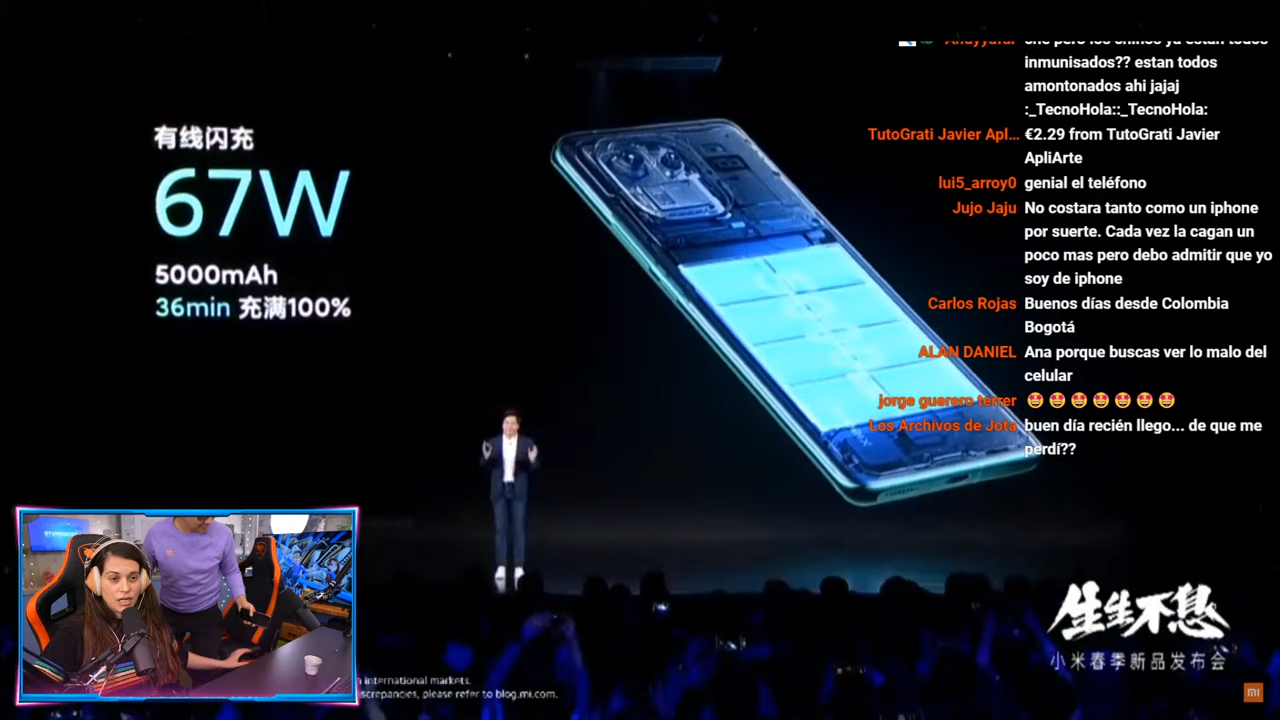 有线闪充
67W
5000mAh
36min 充满100%
inmunisados?? estan todos
amontonados ahi jajaj
:_TecnoHola::_TecnoHola:
TutoGrati Javier Apl... €2.29 from TutoGrati Javier
ApliArte
lui5_arroy0 genial el teléfono
Jujo Jaju No costara tanto como un iphone
por suerte. Cada vez la cagan un
poco mas pero debo admitir que yo
soy de iphone
Carlos Rojas Buenos días desde Colombia
Bogotá
ALAN DANIEL Ana porque buscas ver lo malo del
celular
jorge guerero terrer 🤩🤩🤩🤩🤩🤩🤩
Los Archivos de Jota buen día recién llego... de que me
perdí??
生生不息
小米春季新品发布会
international markets.
please refer to blog.mi.com.